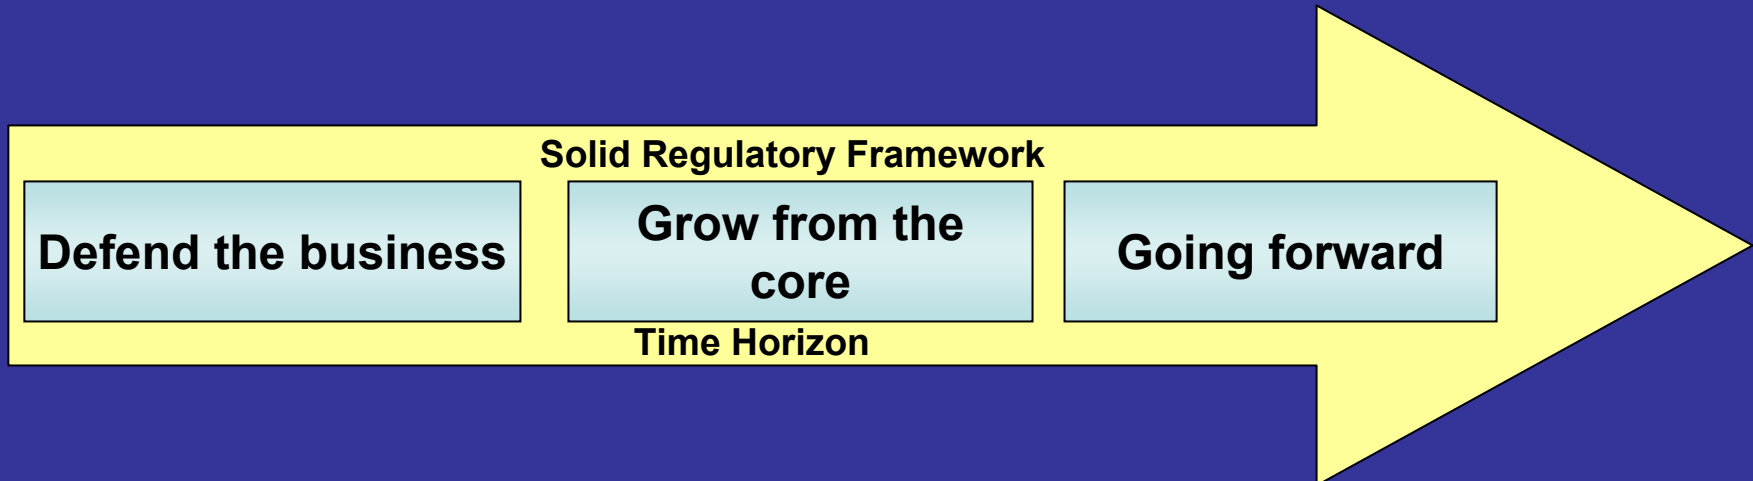 Solid Regulatory Framework
Defend the business
Grow from the
core
Going forward
Time Horizon